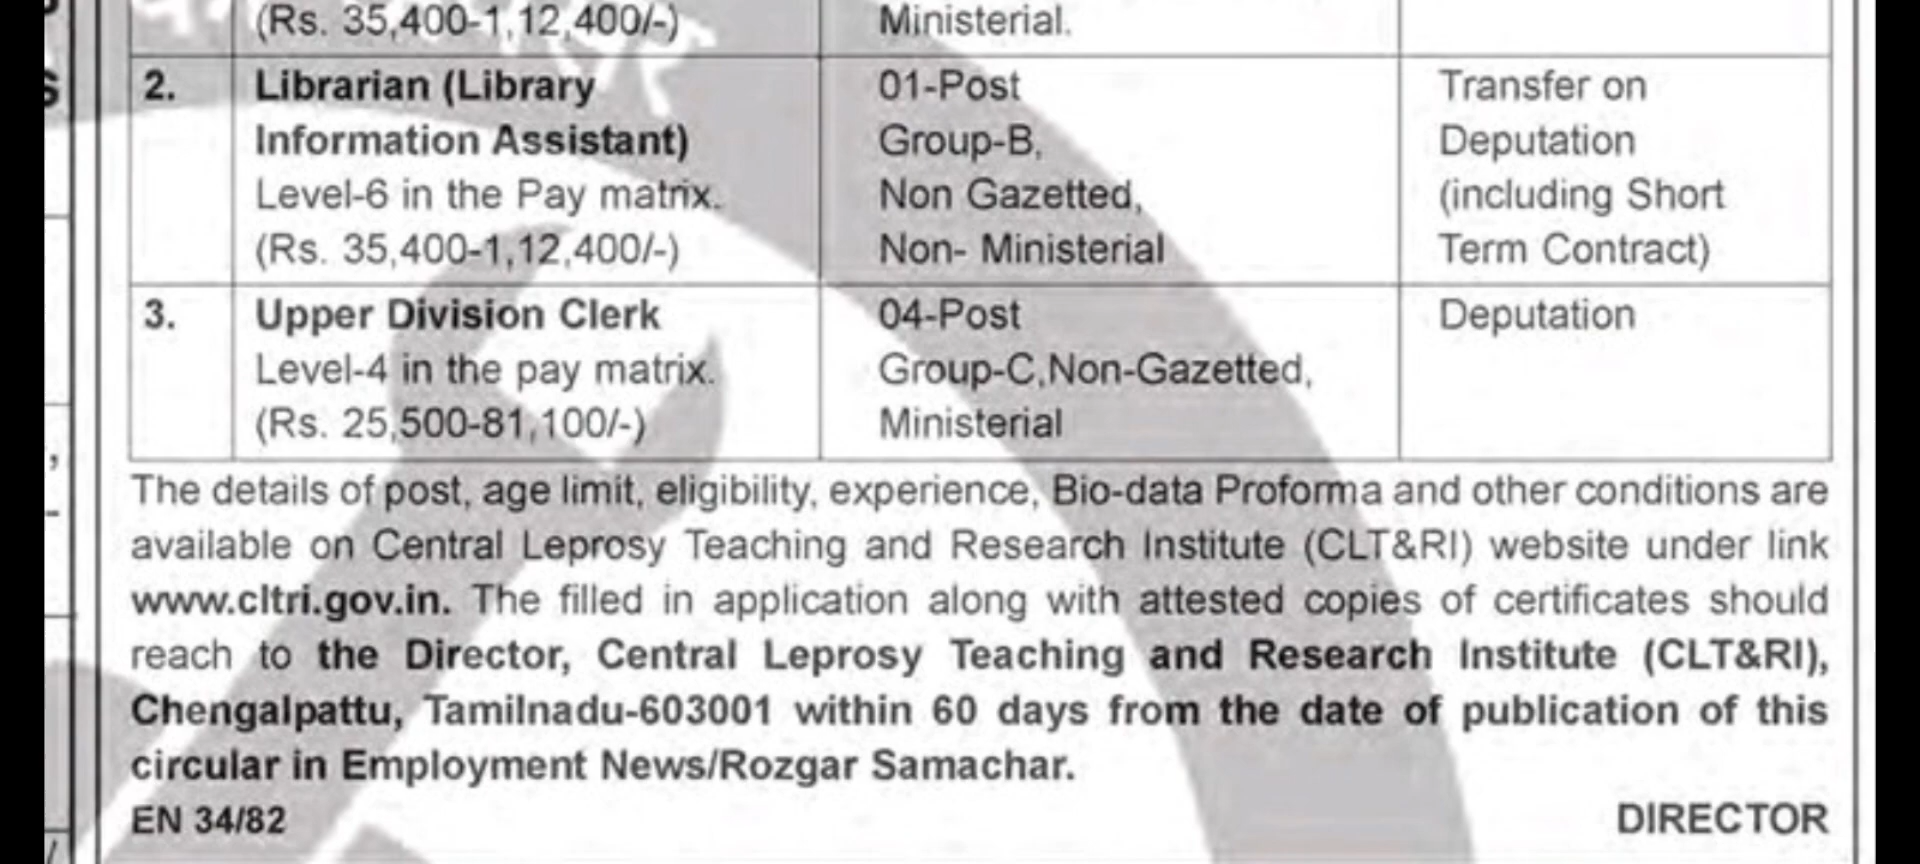 (Rs. 35,400-1,12,400/-)
Ministerial.
2.
Librarian (Library
Information Assistant)
Level-6 in the Pay matrix.
(Rs. 35,400-1,12,400/-)
01-Post
Group-B,
Non Gazetted,
Non- Ministerial
Transfer on
Deputation
(including Short
Term Contract)
3.
Upper Division Clerk
Level-4 in the pay matrix.
(Rs. 25,500-81,100/-)
04-Post
Group-C,Non-Gazetted,
Ministerial
Deputation
The details of post, age limit, eligibility, experience, Bio-data Proforma and other conditions are
available on Central Leprosy Teaching and Research Institute (CLT&RI) website under link
www.cltri.gov.in. The filled in application along with attested copies of certificates should
reach to the Director, Central Leprosy Teaching and Research Institute (CLT&RI),
Chengalpattu, Tamilnadu-603001 within 60 days from the date of publication of this
circular in Employment News/Rozgar Samachar.
EN 34/82
DIRECTOR